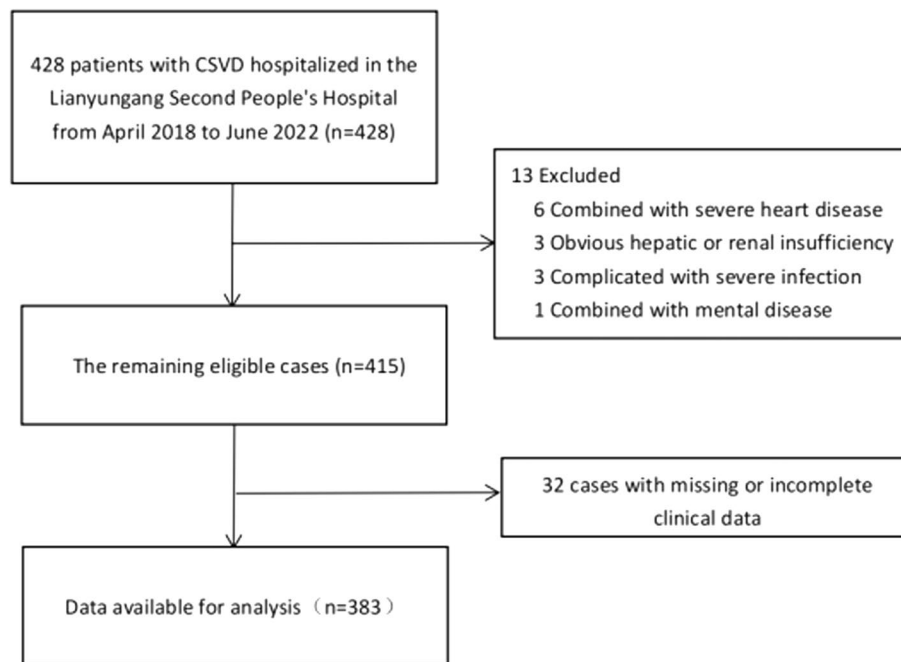 428 patients with CSVD hospitalized in the
Lianyungang Second People's Hospital
from April 2018 to June 2022 (n=428)
13 Excluded
6 Combined with severe heart disease
3 Obvious hepatic or renal insufficiency
3 Complicated with severe infection
1 Combined with mental disease
The remaining eligible cases (n=415)
32 cases with missing or incomplete
clinical data
Data available for analysis（n=383）